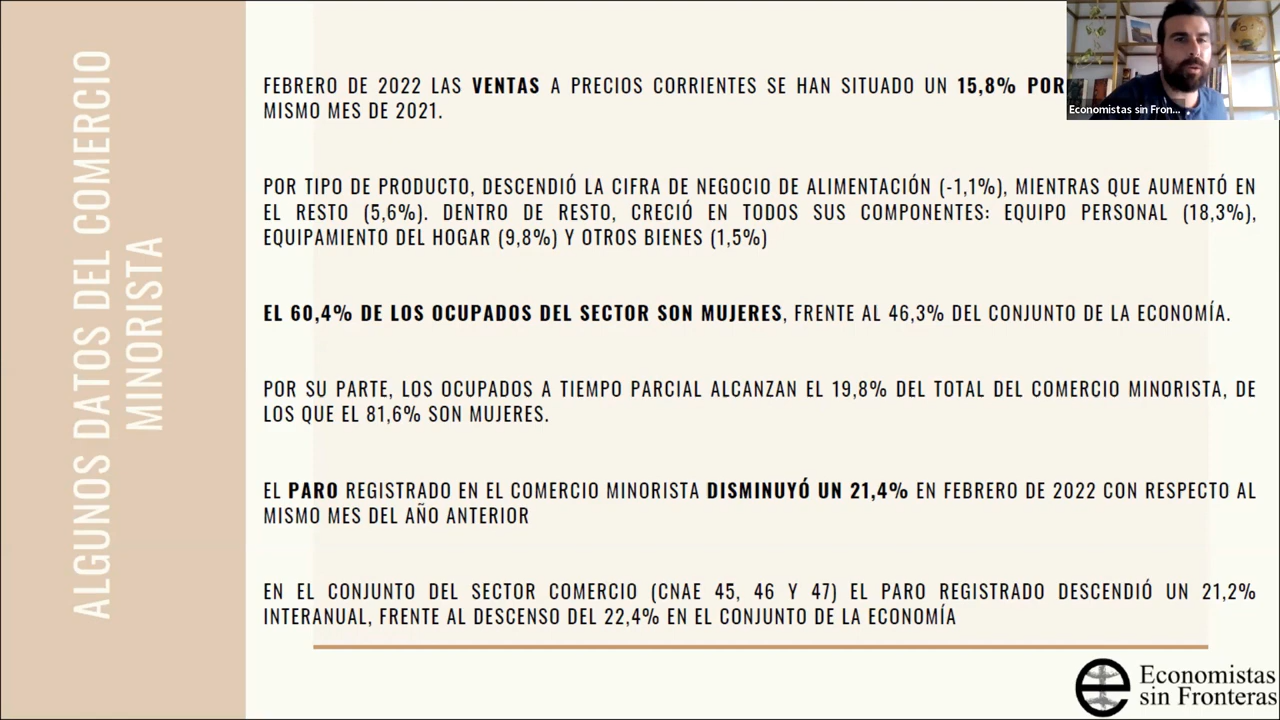 ALGUNOS DATOS DEL COMERCIO
MINORISTA
FEBRERO DE 2022 LAS VENTAS A PRECIOS CORRIENTES SE HAN SITUADO UN 15,8% POR
MISMO MES DE 2021.
POR TIPO DE PRODUCTO, DESCENDIÓ LA CIFRA DE NEGOCIO DE ALIMENTACIÓN (-1,1%), MIENTRAS QUE AUMENTÓ EN
EL RESTO (5,6%). DENTRO DE RESTO, CRECIÓ EN TODOS SUS COMPONENTES: EQUIPO PERSONAL (18,3%),
EQUIPAMIENTO DEL HOGAR (9,8%) Y OTROS BIENES (1,5%)
EL 60,4% DE LOS OCUPADOS DEL SECTOR SON MUJERES, FRENTE AL 46,3% DEL CONJUNTO DE LA ECONOMÍA.
POR SU PARTE, LOS OCUPADOS A TIEMPO PARCIAL ALCANZAN EL 19,8% DEL TOTAL DEL COMERCIO MINORISTA, DE
LOS QUE EL 81,6% SON MUJERES.
EL PARO REGISTRADO EN EL COMERCIO MINORISTA DISMINUYÓ UN 21,4% EN FEBRERO DE 2022 CON RESPECTO AL
MISMO MES DEL AÑO ANTERIOR
EN EL CONJUNTO DEL SECTOR COMERCIO (CNAE 45, 46 Y 47) EL PARO REGISTRADO DESCENDIÓ UN 21,2%
INTERANUAL, FRENTE AL DESCENSO DEL 22,4% EN EL CONJUNTO DE LA ECONOMÍA
Economistas sin Fron...
Economistas
sin Fronteras